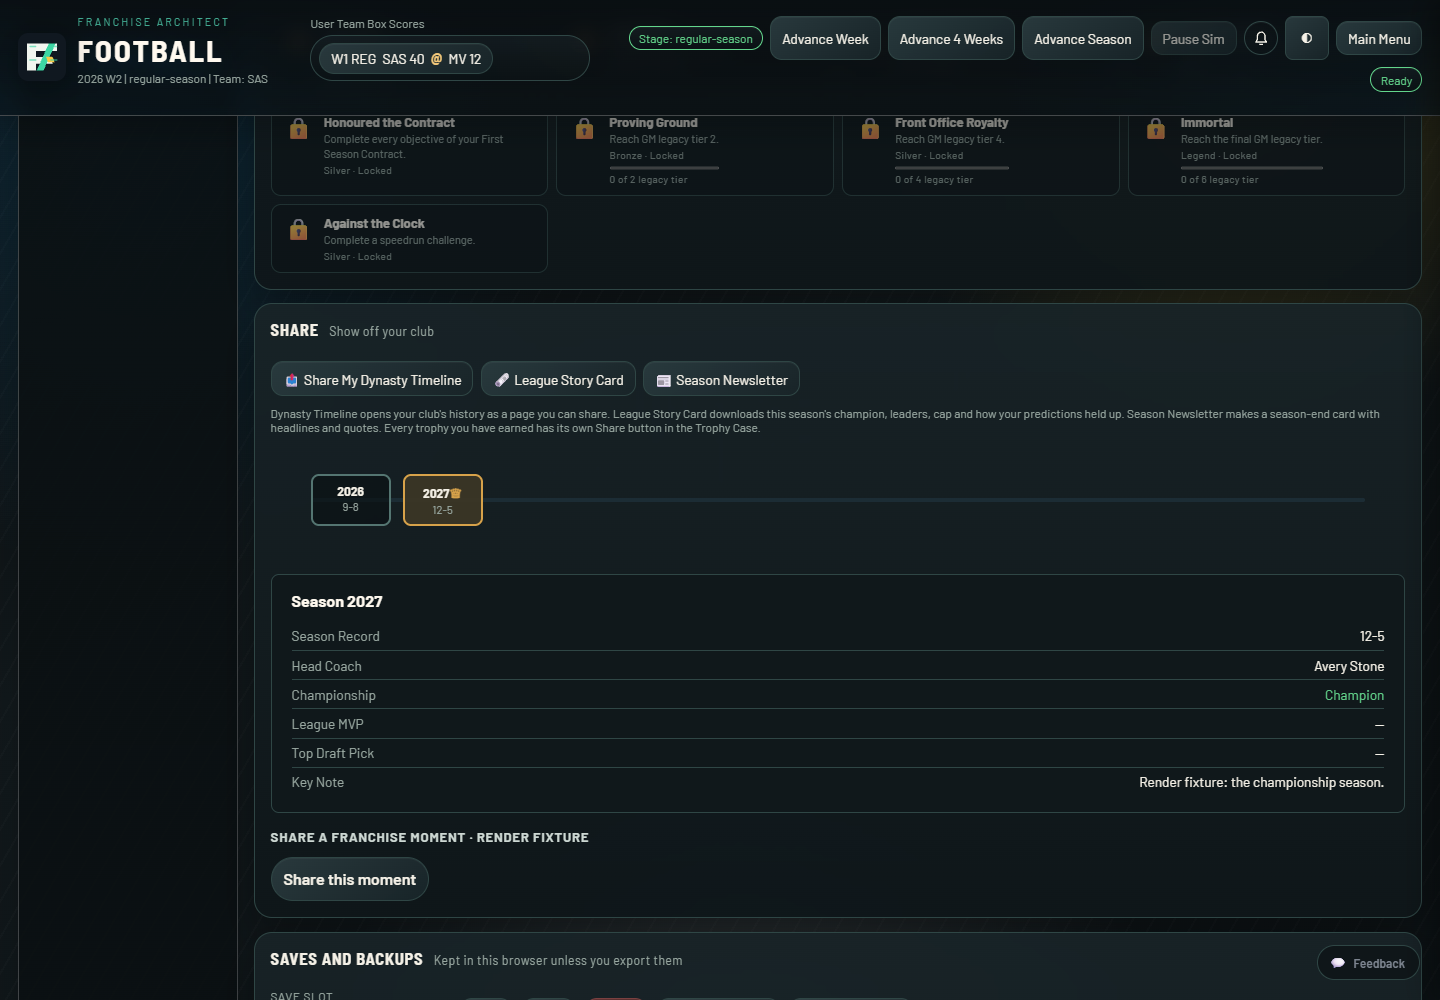 FRANCHISE ARCHITECT
FOOTBALL
2026 W2 | regular-season | Team: SAS
User Team Box Scores
W1 REG SAS 40 @ MV 12
Stage: regular-season
Advance Week
Advance 4 Weeks
Advance Season
Pause Sim
Main Menu
Ready
Honoured the Contract
Complete every objective of your First
Season Contract.
Silver · Locked
Proving Ground
Reach GM legacy tier 2.
Bronze · Locked
0 of 2 legacy tier
Front Office Royalty
Reach GM legacy tier 4.
Silver · Locked
0 of 4 legacy tier
Immortal
Reach the final GM legacy tier.
Legend · Locked
0 of 6 legacy tier
Against the Clock
Complete a speedrun challenge.
Silver · Locked
SHARE Show off your club
Share My Dynasty Timeline
League Story Card
Season Newsletter
Dynasty Timeline opens your club's history as a page you can share. League Story Card downloads this season's champion, leaders, cap and how your predictions held up. Season Newsletter makes a season-end card with
headlines and quotes. Every trophy you have earned has its own Share button in the Trophy Case.
2026
9-8
2027
12-5
Season 2027
Season Record 12-5
Head Coach Avery Stone
Championship Champion
League MVP —
Top Draft Pick —
Key Note Render fixture: the championship season.
SHARE A FRANCHISE MOMENT · RENDER FIXTURE
Share this moment
SAVES AND BACKUPS Kept in this browser unless you export them
Feedback
SAVE SLOT